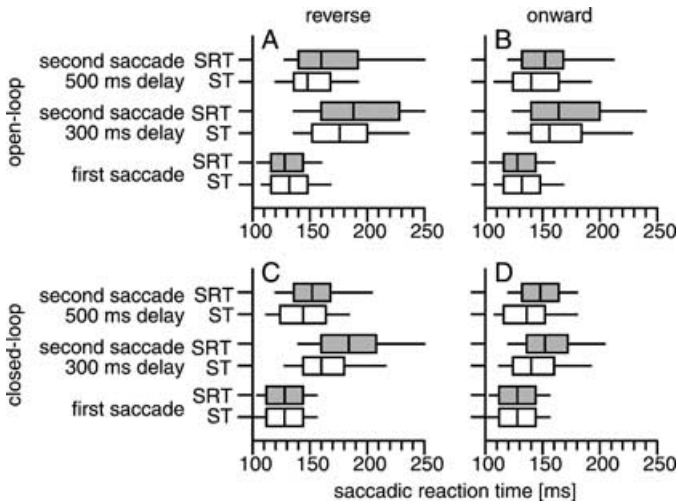 reverse onward
A B
open-loop
second saccade SRT
500 ms delay ST
second saccade SRT
300 ms delay ST
first saccade SRT
ST
100 150 200 250 100 150 200 250
C D
closed-loop
second saccade SRT
500 ms delay ST
second saccade SRT
300 ms delay ST
first saccade SRT
ST
100 150 200 250 100 150 200 250
saccadic reaction time [ms]